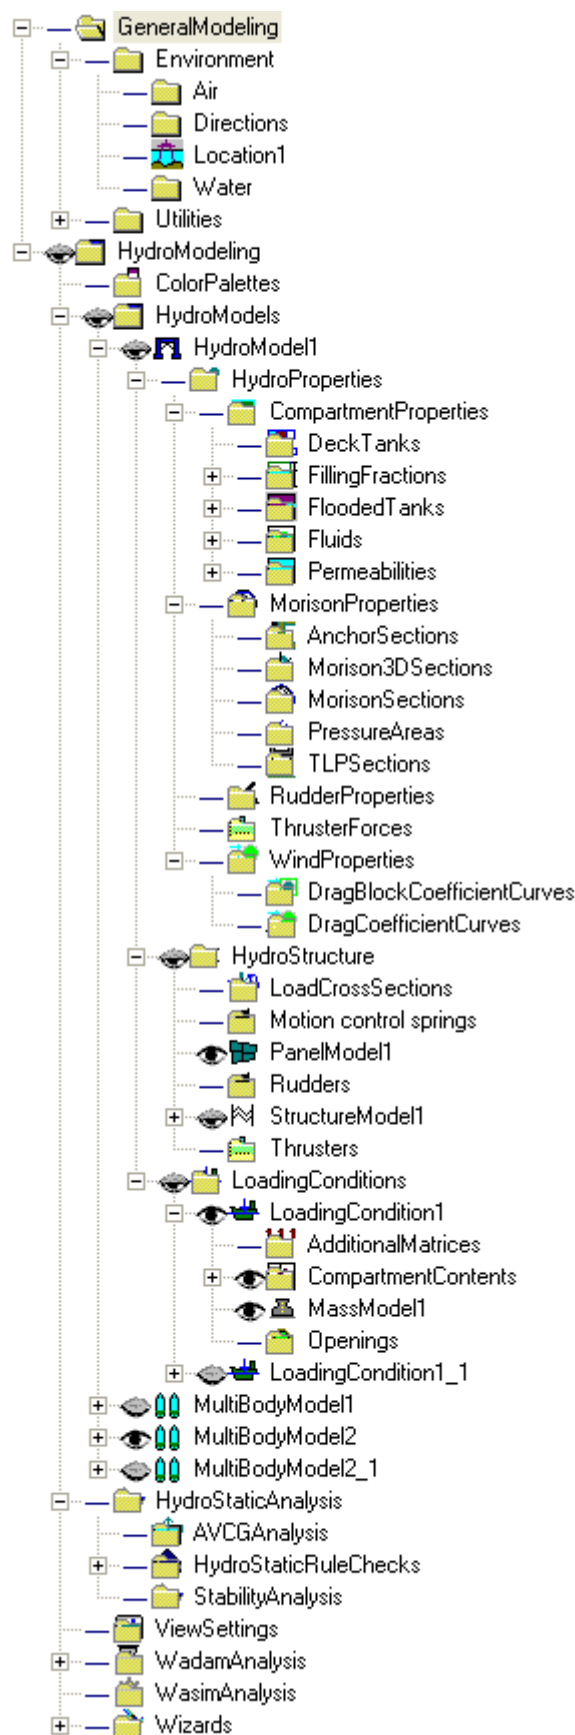 GeneralModeling
Environment
Air
Directions
Location1
Water
Utilities
HydroModeling
ColorPalettes
HydroModels
HydroModel1
HydroProperties
CompartmentProperties
DeckTanks
FillingFractions
FloodedTanks
Fluids
Permeabilities
MorisonProperties
AnchorSections
Morison3DSections
MorisonSections
PressureAreas
TLPSections
RudderProperties
ThrusterForces
WindProperties
DragBlockCoefficientCurves
DragCoefficientCurves
HydroStructure
LoadCrossSections
Motion control springs
PanelModel1
Rudders
StructureModel1
Thrusters
LoadingConditions
LoadingCondition1
AdditionalMatrices
CompartmentContents
MassModel1
Openings
LoadingCondition1_1
MultiBodyModel1
MultiBodyModel2
MultiBodyModel2_1
HydroStaticAnalysis
AVCGAnalysis
HydroStaticRuleChecks
StabilityAnalysis
ViewSettings
WadamAnalysis
WasimAnalysis
Wizards